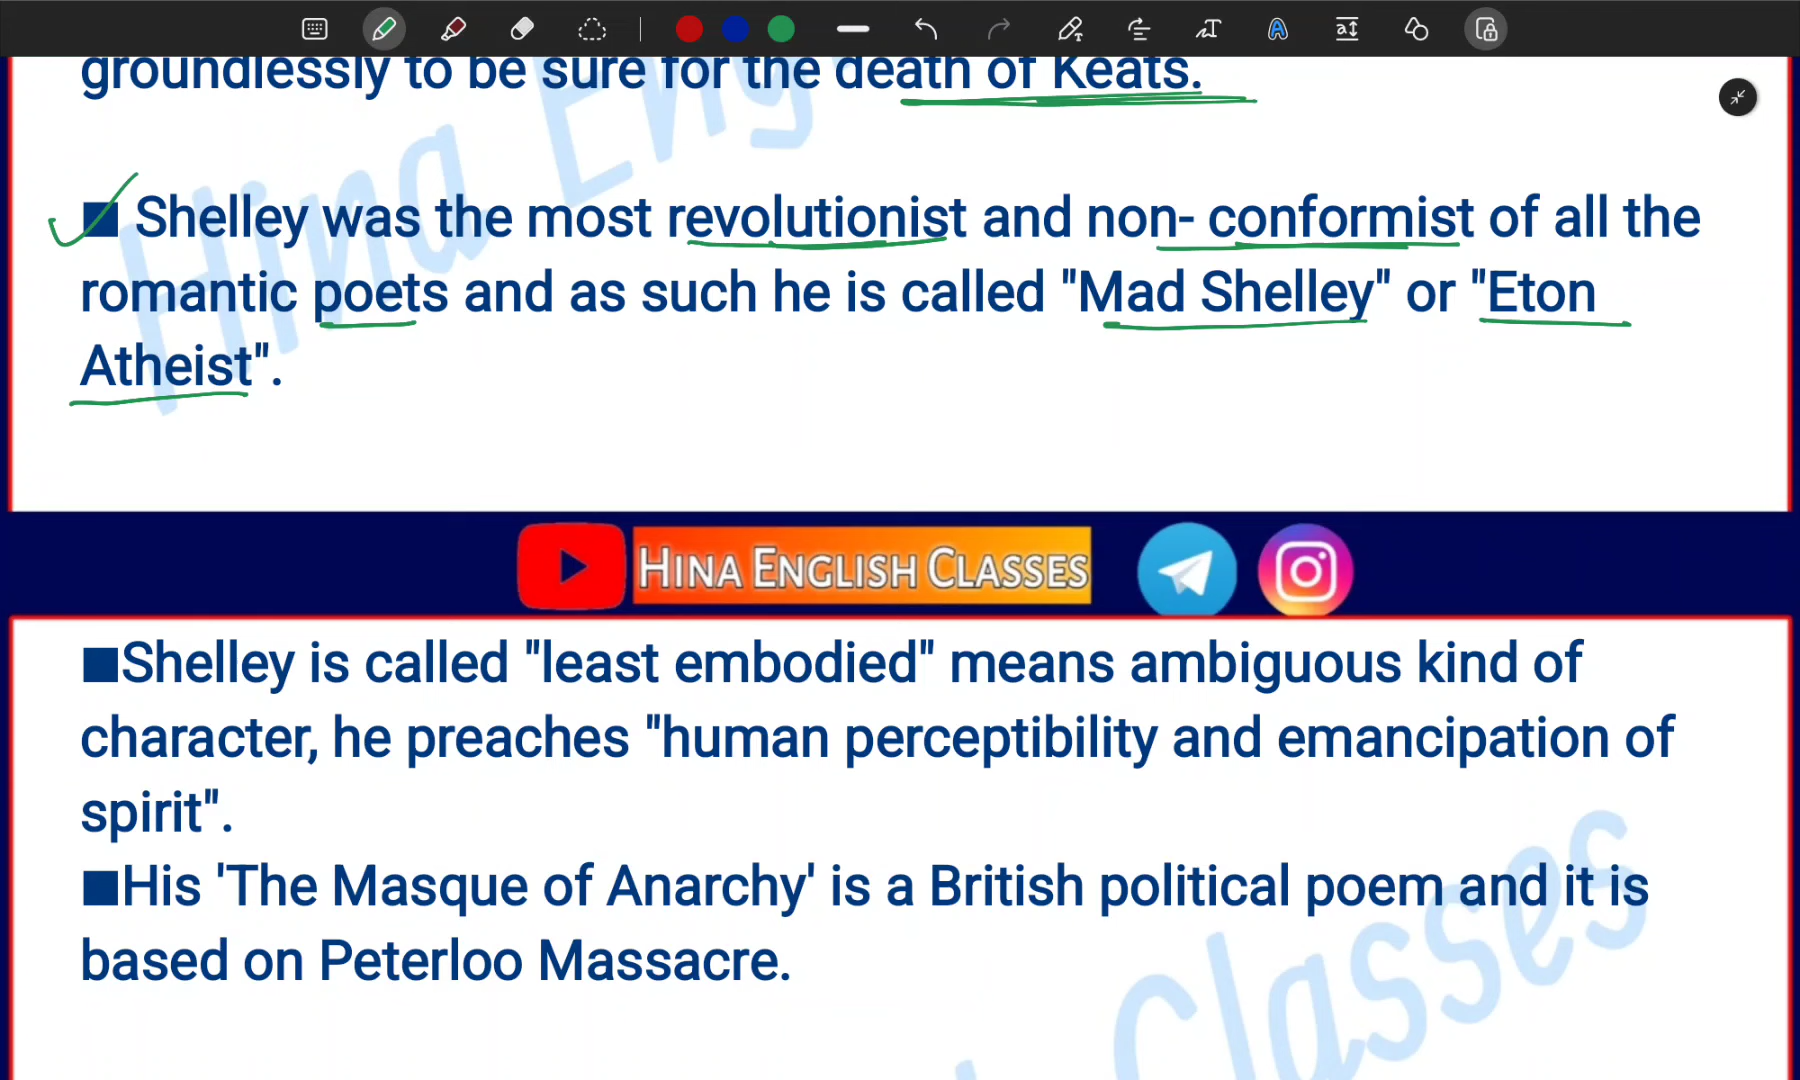 groundlessly to be sure for the death of Keats.
■ Shelley was the most revolutionist and non- conformist of all the
romantic poets and as such he is called "Mad Shelley" or "Eton
Atheist".
HINA ENGLISH CLASSES
■Shelley is called "least embodied" means ambiguous kind of
character, he preaches "human perceptibility and emancipation of
spirit".
■His 'The Masque of Anarchy' is a British political poem and it is
based on Peterloo Massacre.
Hina Eng
Classes